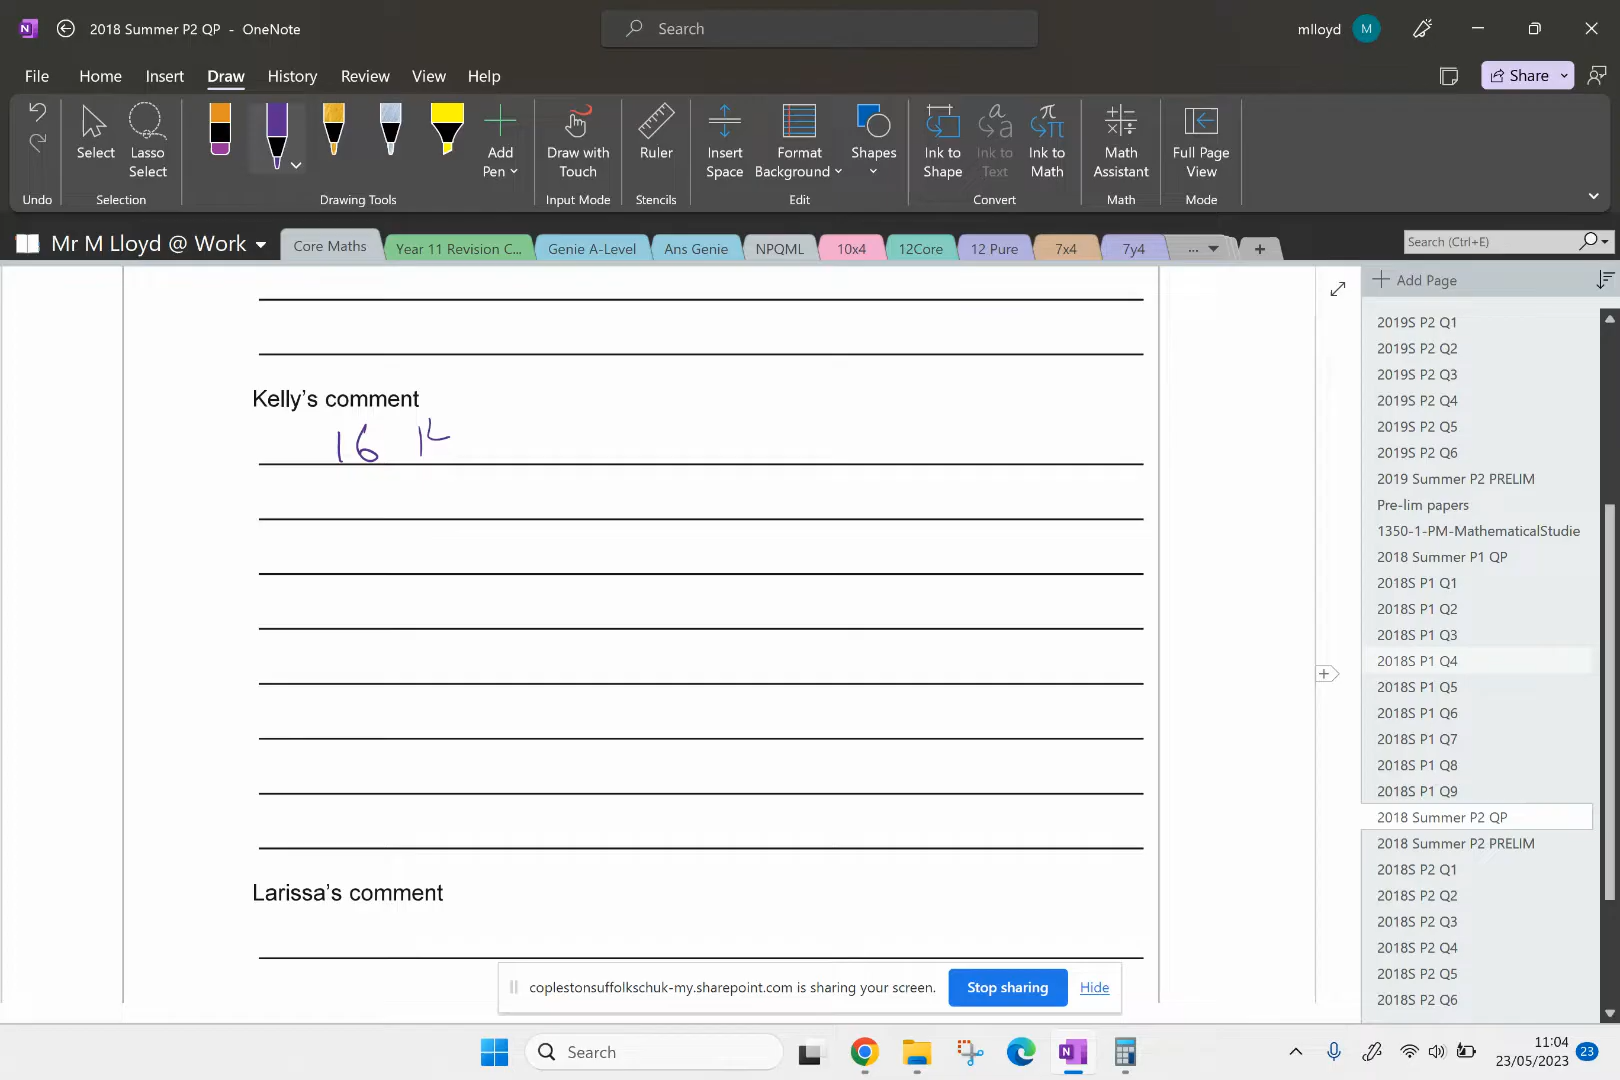 2018 Summer P2 QP - OneNote
Search
mlloyd M
File Home Insert Draw History Review View Help
Share
Select
Lasso Select
Add Pen
Draw with Touch
Ruler
Insert Space
Format Background
Shapes
Ink to Shape
Ink to Text
Ink to Math
Math Assistant
Full Page View
Undo Selection Drawing Tools Input Mode Stencils Edit Convert Math Mode
Mr M Lloyd @ Work
Core Maths Year 11 Revision C... Genie A-Level Ans Genie NPQML 10x4 12Core 12 Pure 7x4 7y4 ...
Search (Ctrl+E)
Add Page
2019S P2 Q1
2019S P2 Q2
2019S P2 Q3
2019S P2 Q4
2019S P2 Q5
2019S P2 Q6
2019 Summer P2 PRELIM
Pre-lim papers
1350-1-PM-MathematicalStudie
2018 Summer P1 QP
2018S P1 Q1
2018S P1 Q2
2018S P1 Q3
2018S P1 Q4
2018S P1 Q5
2018S P1 Q6
2018S P1 Q7
2018S P1 Q8
2018S P1 Q9
2018 Summer P2 QP
2018 Summer P2 PRELIM
2018S P2 Q1
2018S P2 Q2
2018S P2 Q3
2018S P2 Q4
2018S P2 Q5
2018S P2 Q6
Kelly's comment
16
Larissa's comment
coplestonsuffolkschuk-my.sharepoint.com is sharing your screen. Stop sharing Hide
Search
11:04
23/05/2023 23